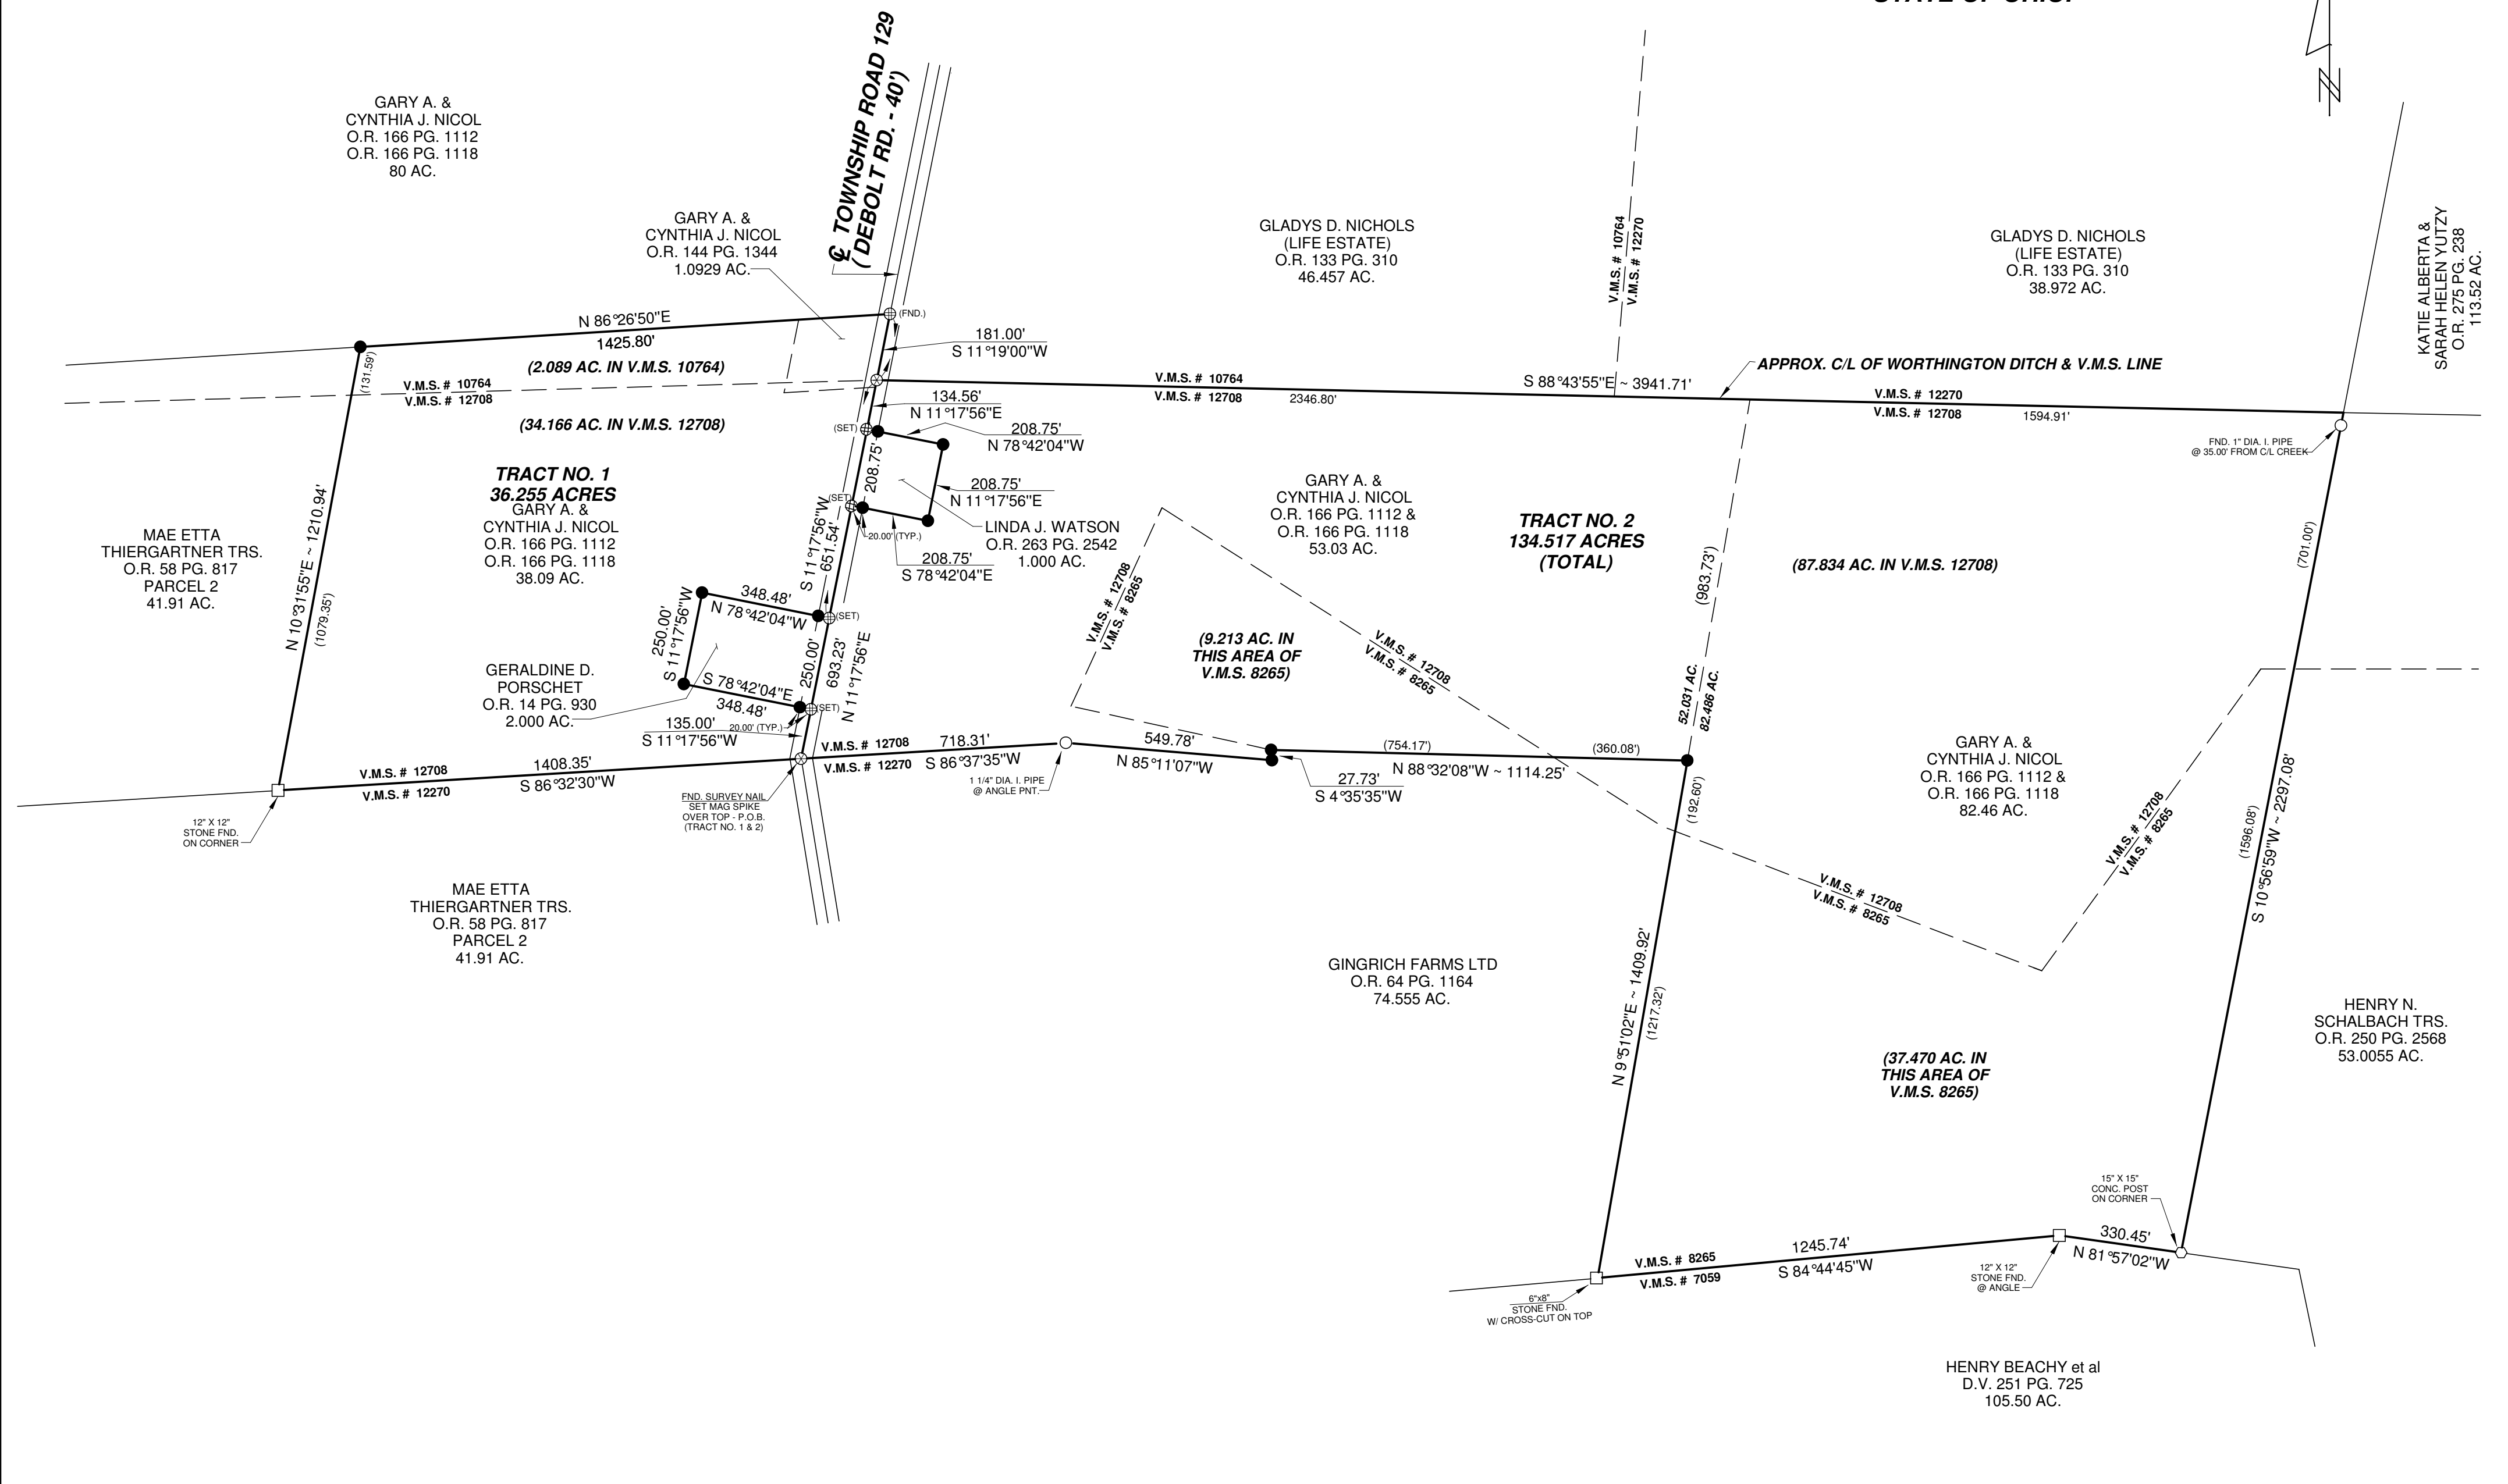 GARY A. &
CYNTHIA J. NICOL
O.R. 166 PG. 1112
O.R. 166 PG. 1118
80 AC.
GARY A. &
CYNTHIA J. NICOL
O.R. 144 PG. 1344
1.0929 AC.
℄ TOWNSHIP ROAD 129
( DEBOLT RD. - 40')
GLADYS D. NICHOLS
(LIFE ESTATE)
O.R. 133 PG. 310
46.457 AC.
V.M.S. # 10764
V.M.S. # 12270
GLADYS D. NICHOLS
(LIFE ESTATE)
O.R. 133 PG. 310
38.972 AC.
N
KATIE ALBERTA &
SARAH HELEN YUTZY
O.R. 275 PG. 238
113.52 AC.
N 86°26'50"E
1425.80'
(FND.)
181.00'
S 11°19'00"W
(131.59')
(2.089 AC. IN V.M.S. 10764)
V.M.S. # 10764
V.M.S. # 12708
(34.166 AC. IN V.M.S. 12708)
V.M.S. # 10764
V.M.S. # 12708
2346.80'
S 88°43'55"E ~ 3941.71'
APPROX. C/L OF WORTHINGTON DITCH & V.M.S. LINE
V.M.S. # 12270
V.M.S. # 12708
1594.91'
FND. 1" DIA. I. PIPE
@ 35.00' FROM C/L CREEK
134.56'
N 11°17'56"E
(SET)
208.75'
N 78°42'04"W
208.75'
208.75'
N 11°17'56"E
(SET)
20.00' (TYP.)
208.75'
S 78°42'04"E
LINDA J. WATSON
O.R. 263 PG. 2542
1.000 AC.
TRACT NO. 1
36.255 ACRES
GARY A. &
CYNTHIA J. NICOL
O.R. 166 PG. 1112
O.R. 166 PG. 1118
38.09 AC.
MAE ETTA
THIERGARTNER TRS.
O.R. 58 PG. 817
PARCEL 2
41.91 AC.
N 10°31'55"E ~ 1210.94'
(1079.35')
S 11°17'56"W
651.54'
348.48'
N 78°42'04"W
(SET)
250.00'
S 11°17'56"W
250.00'
693.23'
N 11°17'56"E
GERALDINE D.
PORSCHET
O.R. 14 PG. 930
2.000 AC.
S 78°42'04"E
348.48'
(SET)
135.00'
S 11°17'56"W
20.00' (TYP.)
GARY A. &
CYNTHIA J. NICOL
O.R. 166 PG. 1112 &
O.R. 166 PG. 1118
53.03 AC.
TRACT NO. 2
134.517 ACRES
(TOTAL)
(983.73')
(87.834 AC. IN V.M.S. 12708)
(701.00')
V.M.S. # 12708
V.M.S. # 8265
(9.213 AC. IN
THIS AREA OF
V.M.S. 8265)
V.M.S. # 12708
V.M.S. # 8265
52.031 AC.
82.486 AC.
V.M.S. # 12708
V.M.S. # 12270
1408.35'
S 86°32'30"W
12" X 12"
STONE FND.
ON CORNER
FND. SURVEY NAIL
SET MAG SPIKE
OVER TOP - P.O.B.
(TRACT NO. 1 & 2)
V.M.S. # 12708
V.M.S. # 12270
718.31'
S 86°37'35"W
1 1/4" DIA. I. PIPE
@ ANGLE PNT.
549.78'
N 85°11'07"W
(754.17')
(360.08')
N 88°32'08"W ~ 1114.25'
27.73'
S 4°35'35"W
(192.60')
GARY A. &
CYNTHIA J. NICOL
O.R. 166 PG. 1112 &
O.R. 166 PG. 1118
82.46 AC.
V.M.S. # 12708
V.M.S. # 8265
V.M.S. # 12708
V.M.S. # 8265
(1596.08')
S 10°56'59"W ~ 2297.08'
MAE ETTA
THIERGARTNER TRS.
O.R. 58 PG. 817
PARCEL 2
41.91 AC.
GINGRICH FARMS LTD
O.R. 64 PG. 1164
74.555 AC.
N 9°51'02"E ~ 1409.92'
(1217.32')
(37.470 AC. IN
THIS AREA OF
V.M.S. 8265)
HENRY N.
SCHALBACH TRS.
O.R. 250 PG. 2568
53.0055 AC.
15" X 15"
CONC. POST
ON CORNER
V.M.S. # 8265
V.M.S. # 7059
1245.74'
S 84°44'45"W
330.45'
N 81°57'02"W
12" X 12"
STONE FND.
@ ANGLE
6"x8"
STONE FND.
W/ CROSS-CUT ON TOP
HENRY BEACHY et al
D.V. 251 PG. 725
105.50 AC.